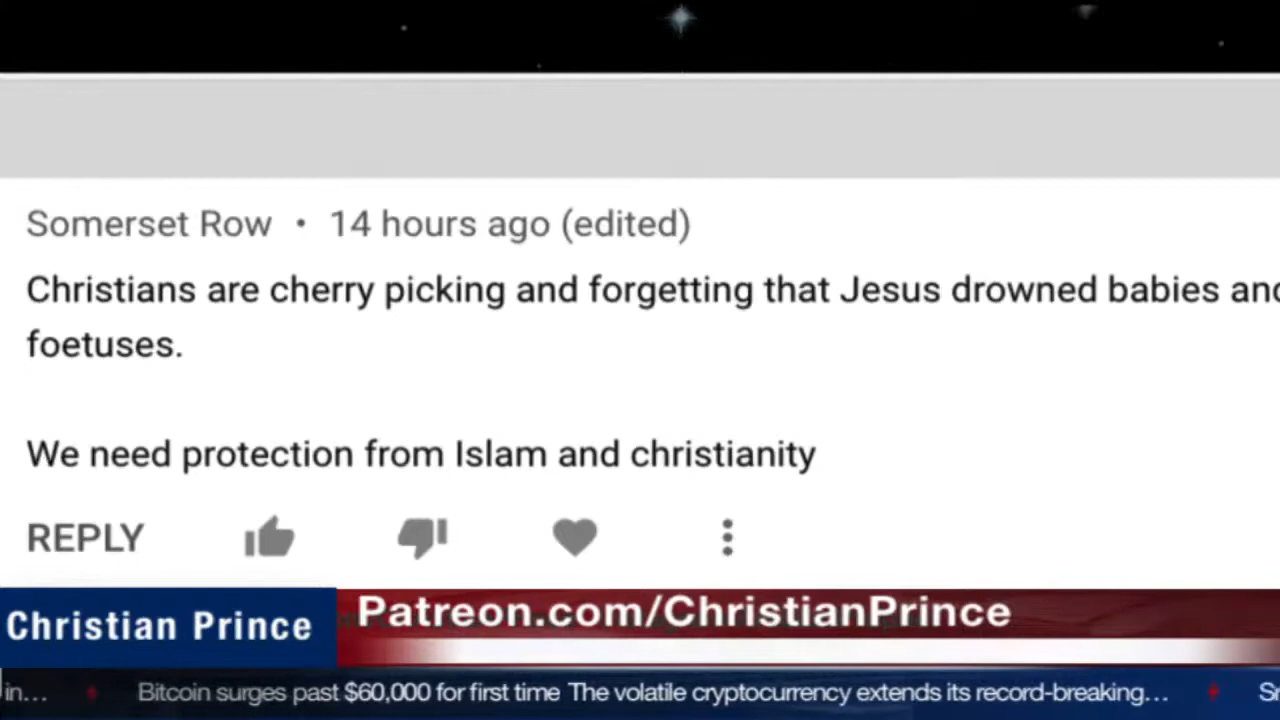 Somerset Row • 14 hours ago (edited)
Christians are cherry picking and forgetting that Jesus drowned babies and
foetuses.
We need protection from Islam and christianity
REPLY
Christian Prince
Patreon.com/ChristianPrince
in… Bitcoin surges past $60,000 for first time The volatile cryptocurrency extends its record-breaking…